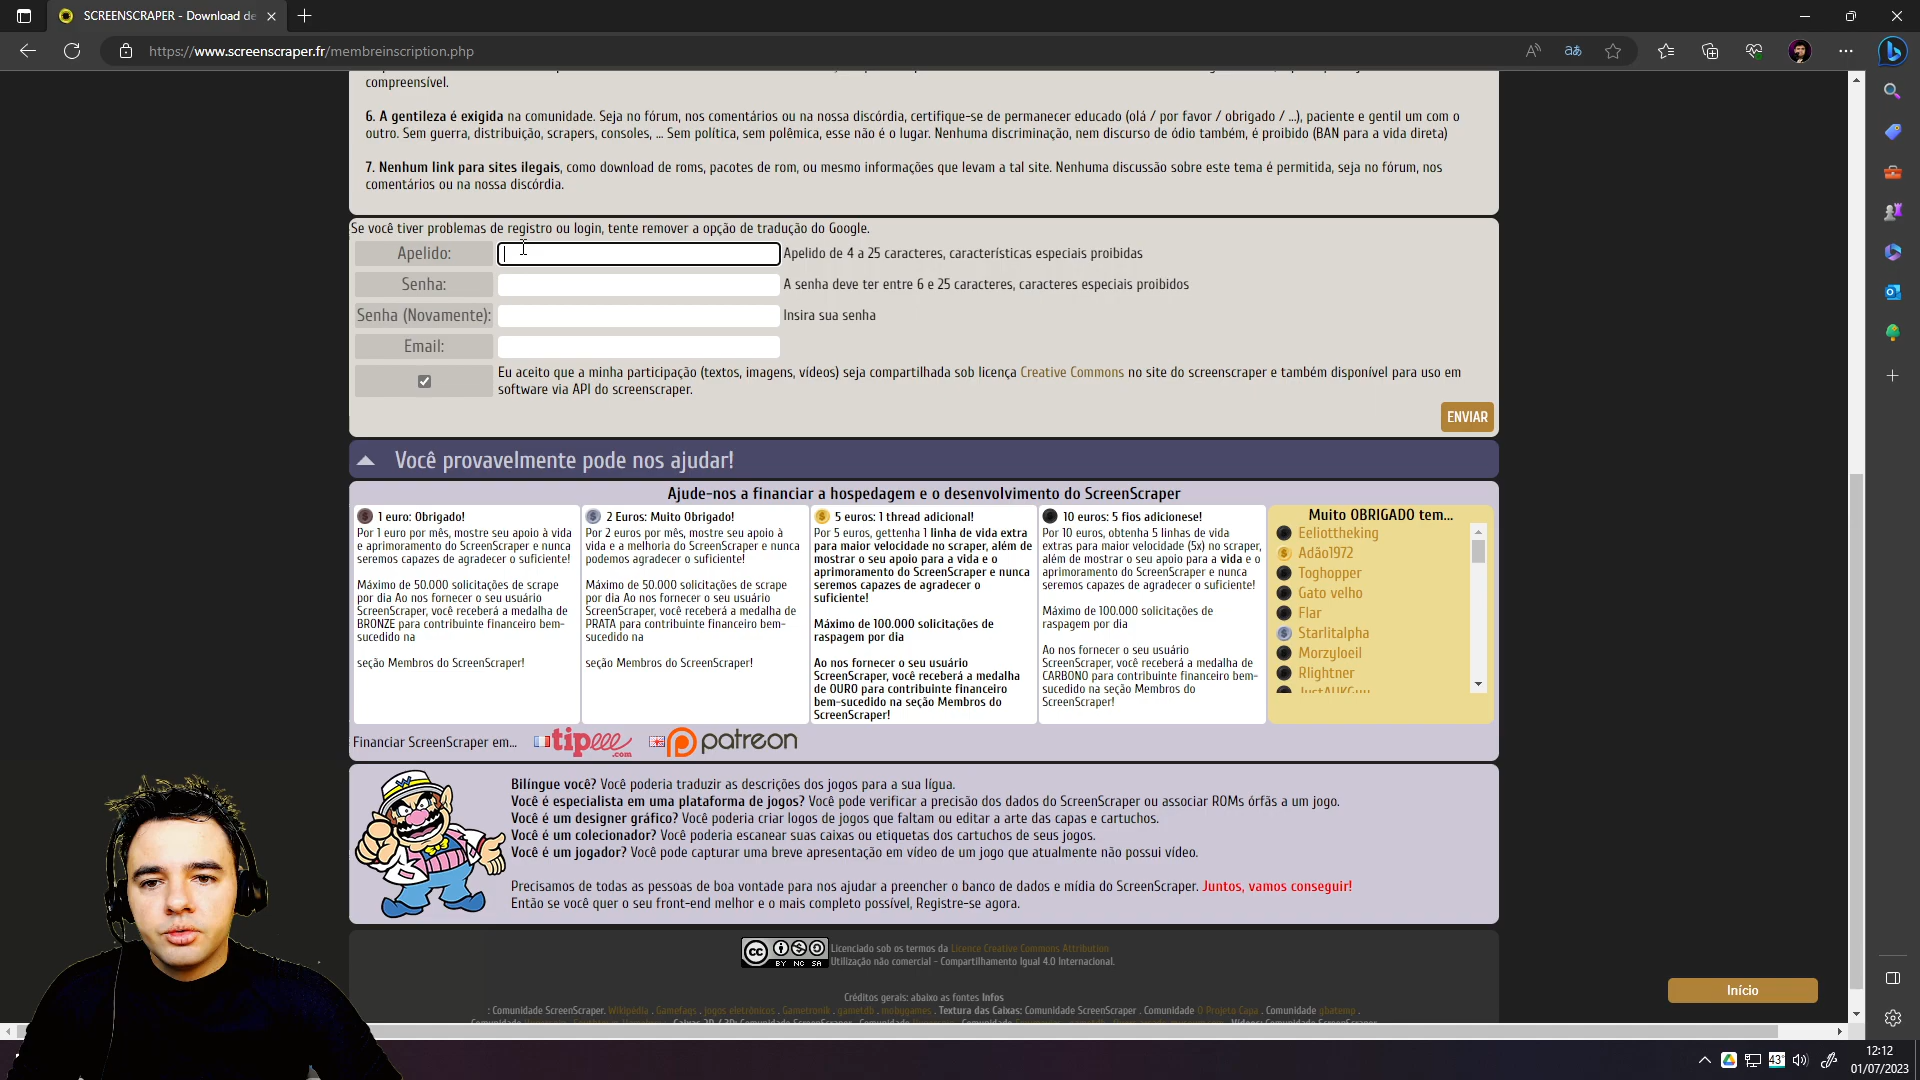 SCREENSCRAPER - Download de
https://www.screenscraper.fr/membreinscription.php
compreensível.
6. A gentileza é exigida na comunidade. Seja no fórum, nos comentários ou na nossa discórdia, certifique-se de permanecer educado (olá / por favor / obrigado / ...), paciente e gentil um com o
outro. Sem guerra, distribuição, scrapers, consoles, ... Sem política, sem polêmica, esse não é o lugar. Nenhuma discriminação, nem discurso de ódio também, é proibido (BAN para a vida direta)
7. Nenhum link para sites ilegais, como download de roms, pacotes de rom, ou mesmo informações que levam a tal site. Nenhuma discussão sobre este tema é permitida, seja no fórum, nos
comentários ou na nossa discórdia.
Se você tiver problemas de registro ou login, tente remover a opção de tradução do Google.
Apelido:
Apelido de 4 a 25 caracteres, características especiais proibidas
Senha:
A senha deve ter entre 6 e 25 caracteres, caracteres especiais proibidos
Senha (Novamente):
Insira sua senha
Email:
Eu aceito que a minha participação (textos, imagens, vídeos) seja compartilhada sob licença Creative Commons no site do screenscraper e também disponível para uso em
software via API do screenscraper.
ENVIAR
Você provavelmente pode nos ajudar!
Ajude-nos a financiar a hospedagem e o desenvolvimento do ScreenScraper
1 euro: Obrigado!
Por 1 euro por mês, mostre seu apoio à vida
e aprimoramento do ScreenScraper e nunca
seremos capazes de agradecer o suficiente!
Máximo de 50.000 solicitações de scrape
por dia Ao nos fornecer o seu usuário
ScreenScraper, você receberá a medalha de
BRONZE para contribuinte financeiro bem-
sucedido na
seção Membros do ScreenScraper!
2 Euros: Muito Obrigado!
Por 2 euros por mês, mostre seu apoio à
vida e a melhoria do ScreenScraper e nunca
podemos agradecer o suficiente!
Máximo de 50.000 solicitações de scrape
por dia Ao nos fornecer o seu usuário
ScreenScraper, você receberá a medalha de
PRATA para contribuinte financeiro bem-
sucedido na
seção Membros do ScreenScraper!
5 euros: 1 thread adicional!
Por 5 euros, gettenha 1 linha de vida extra
para maior velocidade no scraper, além de
mostrar o seu apoio para a vida e o
aprimoramento do ScreenScraper e nunca
seremos capazes de agradecer o
suficiente!
Máximo de 100.000 solicitações de
raspagem por dia
Ao nos fornecer o seu usuário
ScreenScraper, você receberá a medalha
de OURO para contribuinte financeiro
bem-sucedido na seção Membros do
ScreenScraper!
10 euros: 5 fios adicionese!
Por 10 euros, obtenha 5 linhas de vida
extras para maior velocidade (5x) no scraper,
além de mostrar o seu apoio para a vida e o
aprimoramento do ScreenScraper e nunca
seremos capazes de agradecer o suficiente!
Máximo de 100.000 solicitações de
raspagem por dia
Ao nos fornecer o seu usuário
ScreenScraper, você receberá a medalha de
CARBONO para contribuinte financeiro bem-
sucedido na seção Membros do
ScreenScraper!
Muito OBRIGADO tem...
Eeliottheking
Adão1972
Toghopper
Gato velho
Flar
Starlitalpha
Morzyloeil
Rlightner
Financiar ScreenScraper em...
tipeee.com
patreon
Bilíngue você? Você poderia traduzir as descrições dos jogos para a sua lígua.
Você é especialista em uma plataforma de jogos? Você pode verificar a precisão dos dados do ScreenScraper ou associar ROMs órfãs a um jogo.
Você é um designer gráfico? Você poderia criar logos de jogos que faltam ou editar a arte das capas e cartuchos.
Você é um colecionador? Você poderia escanear suas caixas ou etiquetas dos cartuchos de seus jogos.
Você é um jogador? Você pode capturar uma breve apresentação em vídeo de um jogo que atualmente não possui vídeo.
Precisamos de todas as pessoas de boa vontade para nos ajudar a preencher o banco de dados e mídia do ScreenScraper. Juntos, vamos conseguir!
Então se você quer o seu front-end melhor e o mais completo possível, Registre-se agora.
cc BY NC SA
Licenciado sob os termos da Licence Creative Commons Attribution
Utilização não comercial - Compartilhamento Igual 4.0 Internacional.
Créditos gerais: abaixo as fontes Infos
: Comunidade ScreenScraper. Wikipédia . Gamefaqs . jogos eletrônicos . Gametronik . gametdb . mobygames . Textura das Caixas: Comunidade ScreenScraper . Comunidade O Projeto Capa . Comunidade gbatemp .
Início
43°
12:12
01/07/2023